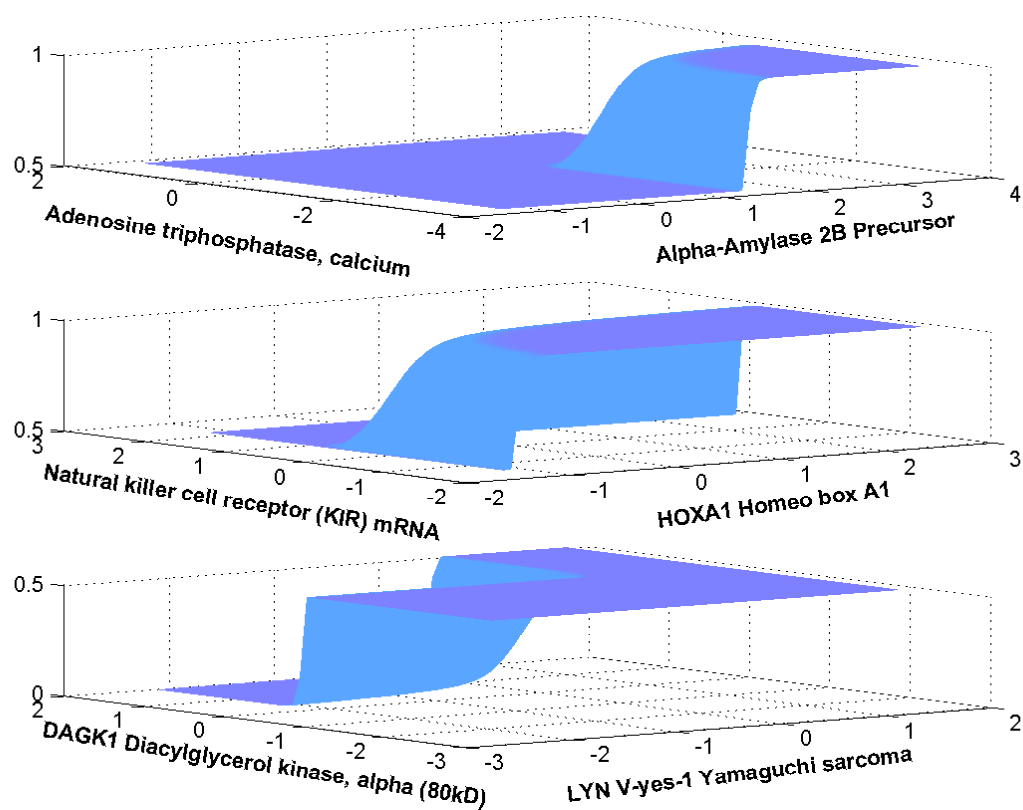 1
0.5
2 0 -2 -4 -2 -1 0 1 2 3 4
Adenosine triphosphatase, calcium
Alpha-Amylase 2B Precursor
1
0.5
3 2 1 0 -1 -2 -2 -1 0 1 2 3
Natural killer cell receptor (KIR) mRNA
HOXA1 Homeo box A1
0.5
0
2 1 0 -1 -2 -3 -3 -2 -1 0 1 2
DAGK1 Diacylglycerol kinase, alpha (80kD)
LYN V-yes-1 Yamaguchi sarcoma